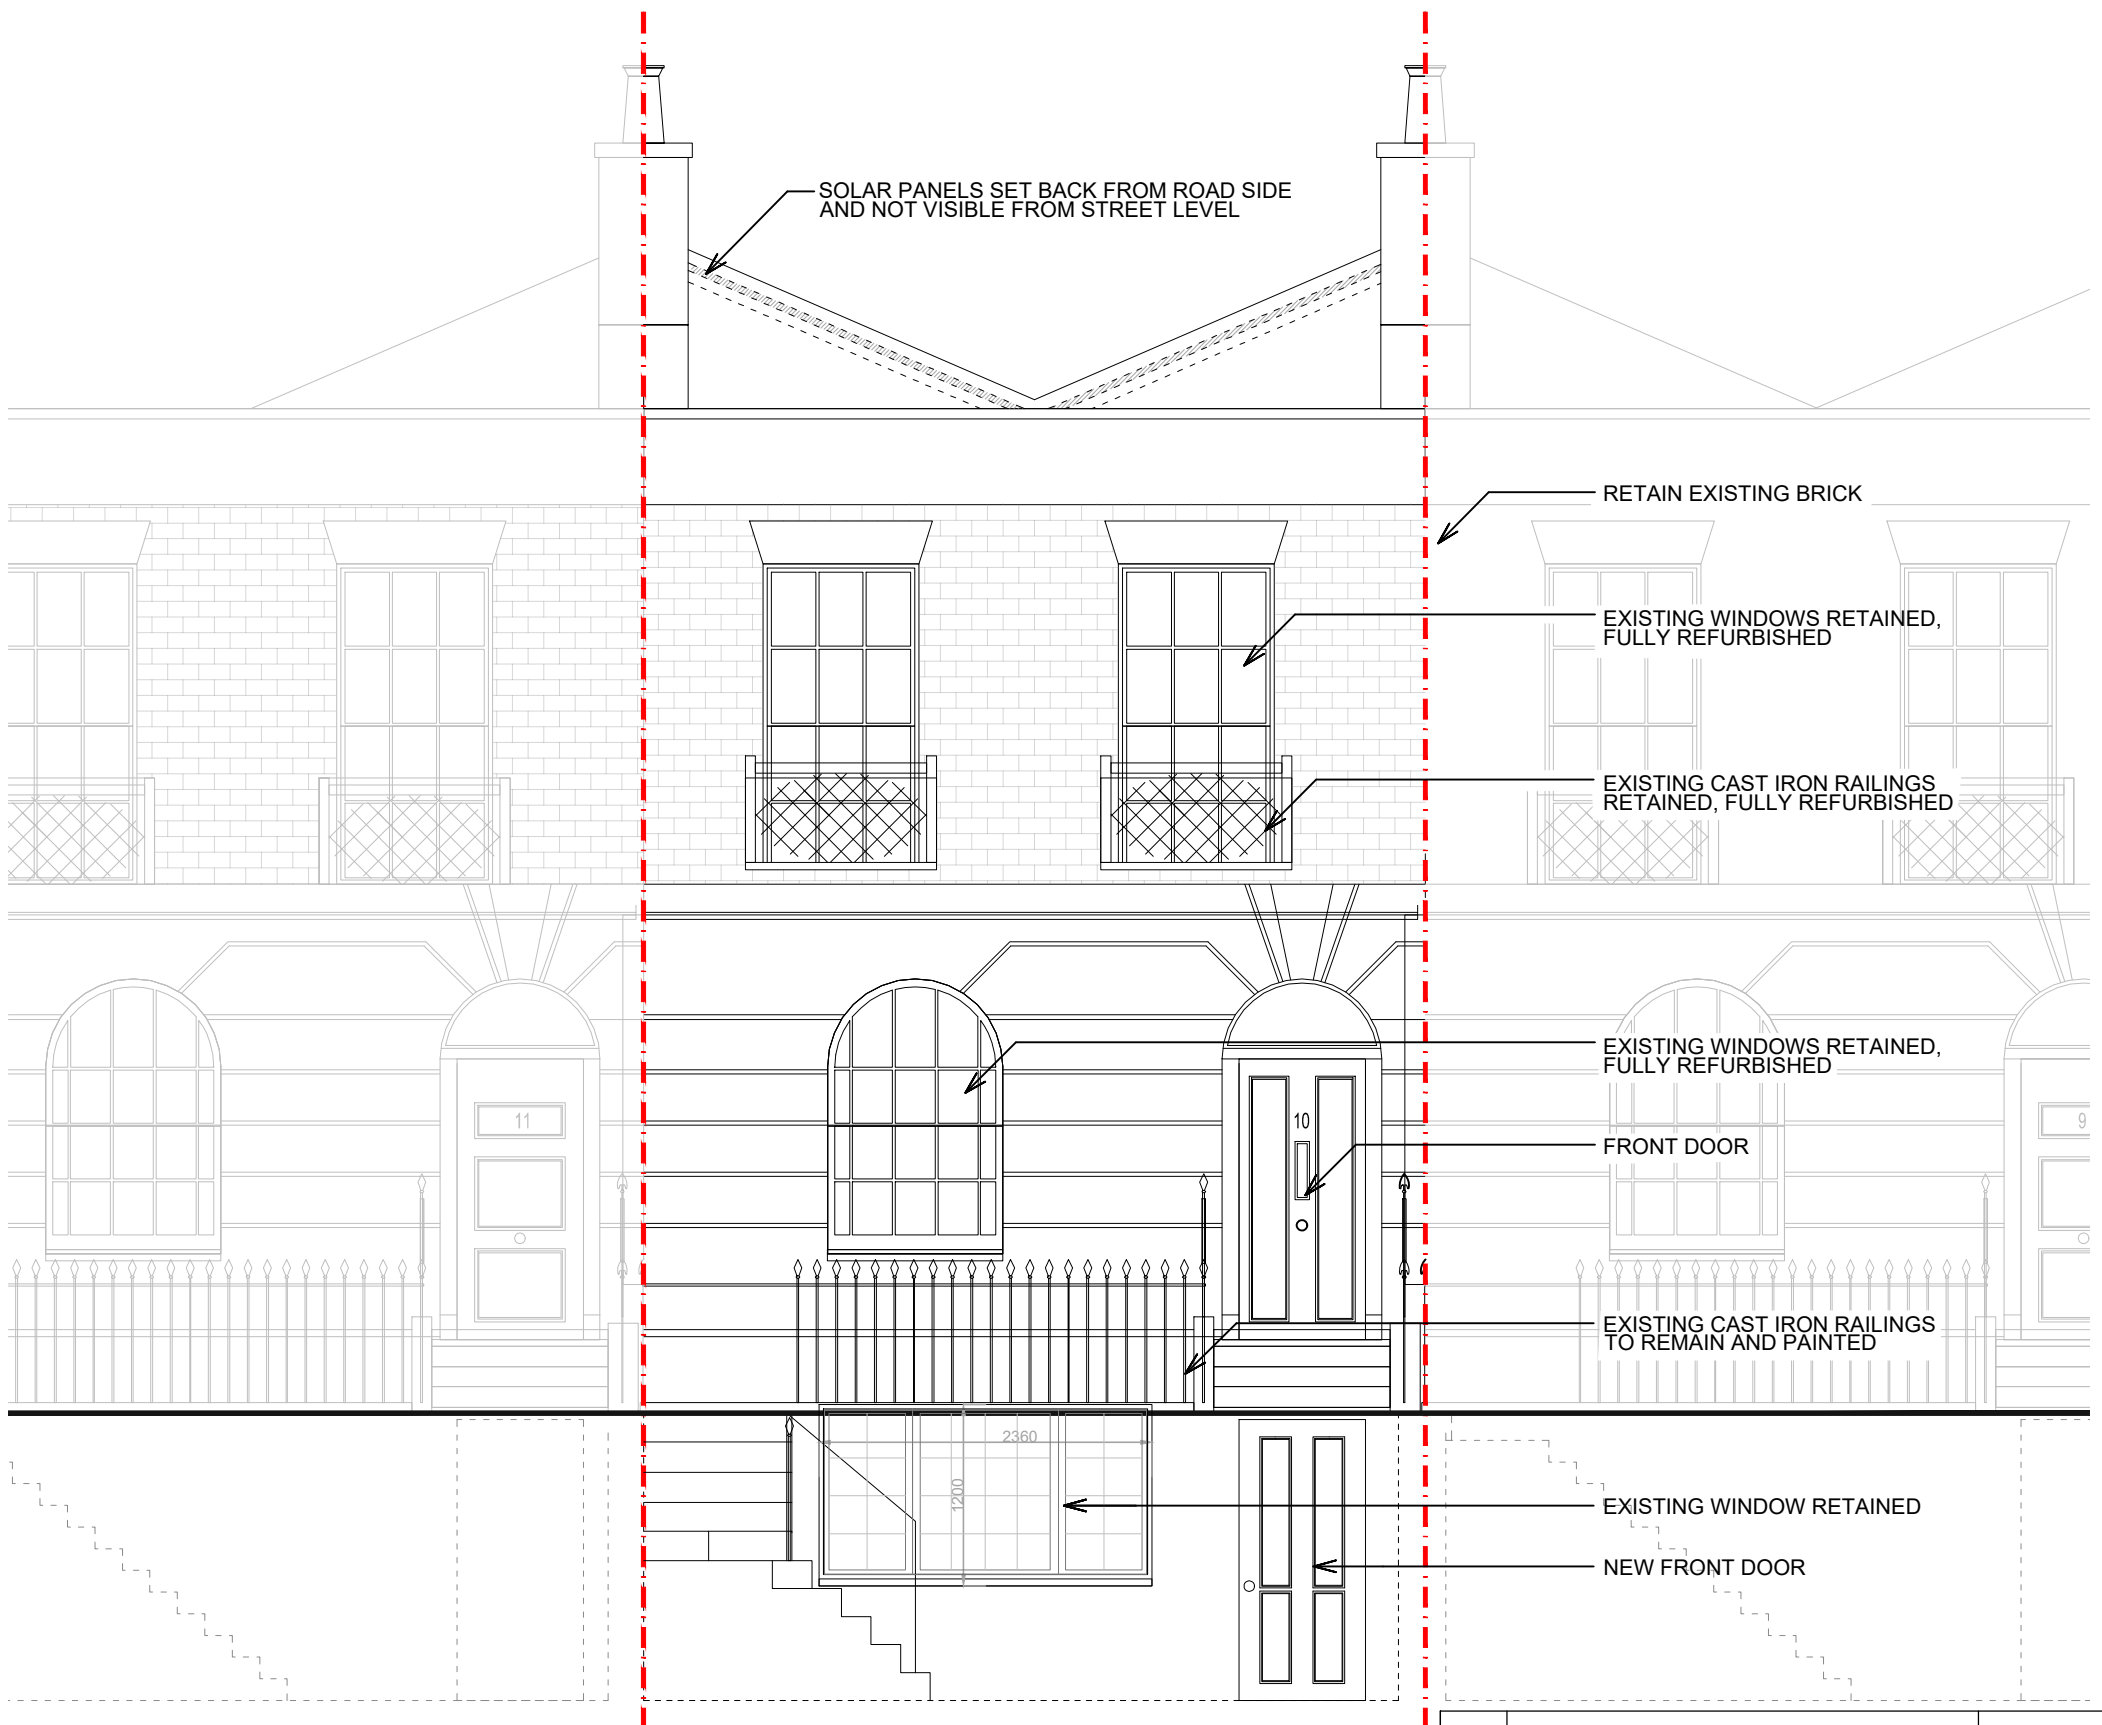 SOLAR PANELS SET BACK FROM ROAD SIDE
AND NOT VISIBLE FROM STREET LEVEL
RETAIN EXISTING BRICK
EXISTING WINDOWS RETAINED,
FULLY REFURBISHED
EXISTING CAST IRON RAILINGS
RETAINED, FULLY REFURBISHED
EXISTING WINDOWS RETAINED,
FULLY REFURBISHED
11
10
9
FRONT DOOR
EXISTING CAST IRON RAILINGS
TO REMAIN AND PAINTED
2360
1200
EXISTING WINDOW RETAINED
NEW FRONT DOOR